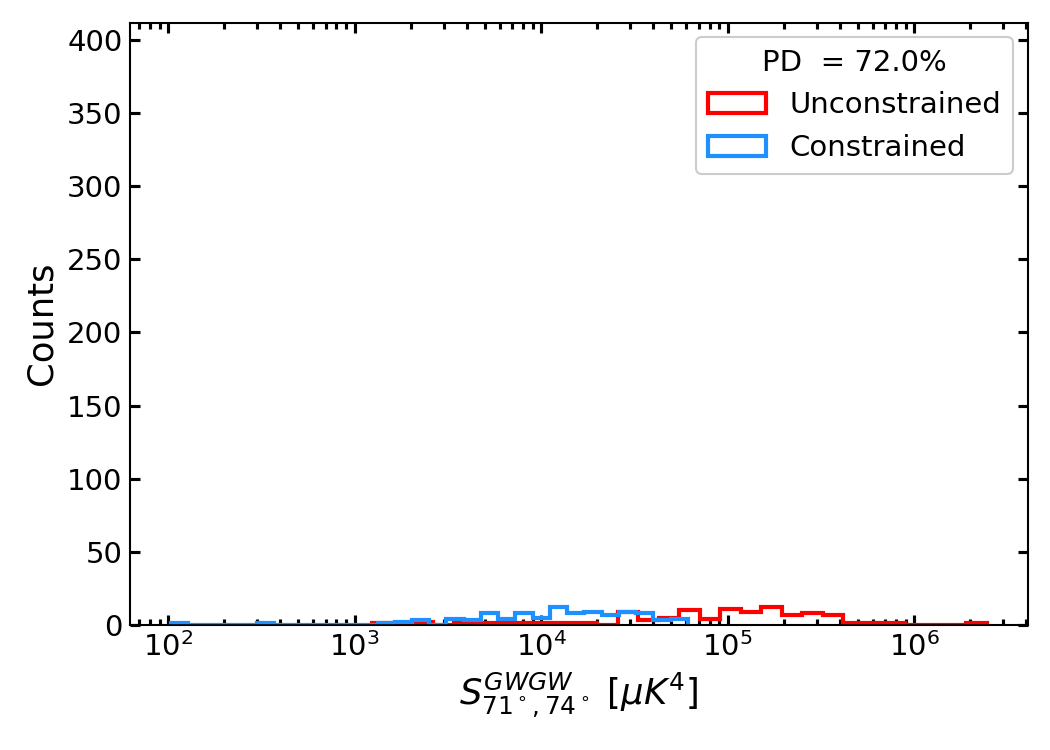 400
350
300
250
200
150
100
50
0
Counts
PD = 72.0%
Unconstrained
Constrained
10² 10³ 10⁴ 10⁵ 10⁶
S^{GWGW}_{71°, 74°} [μK⁴]